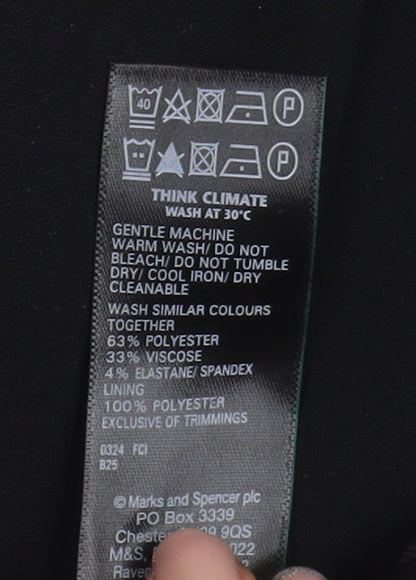 40 P
P
THINK CLIMATE
WASH AT 30°C
GENTLE MACHINE
WARM WASH/ DO NOT
BLEACH/ DO NOT TUMBLE
DRY/ COOL IRON/ DRY
CLEANABLE
WASH SIMILAR COLOURS
TOGETHER
63% POLYESTER
33% VISCOSE
4% ELASTANE/ SPANDEX
LINING
100% POLYESTER
EXCLUSIVE OF TRIMMINGS
0324 FCI
B25
© Marks and Spencer plc
PO Box 3339
9QS
M&S,